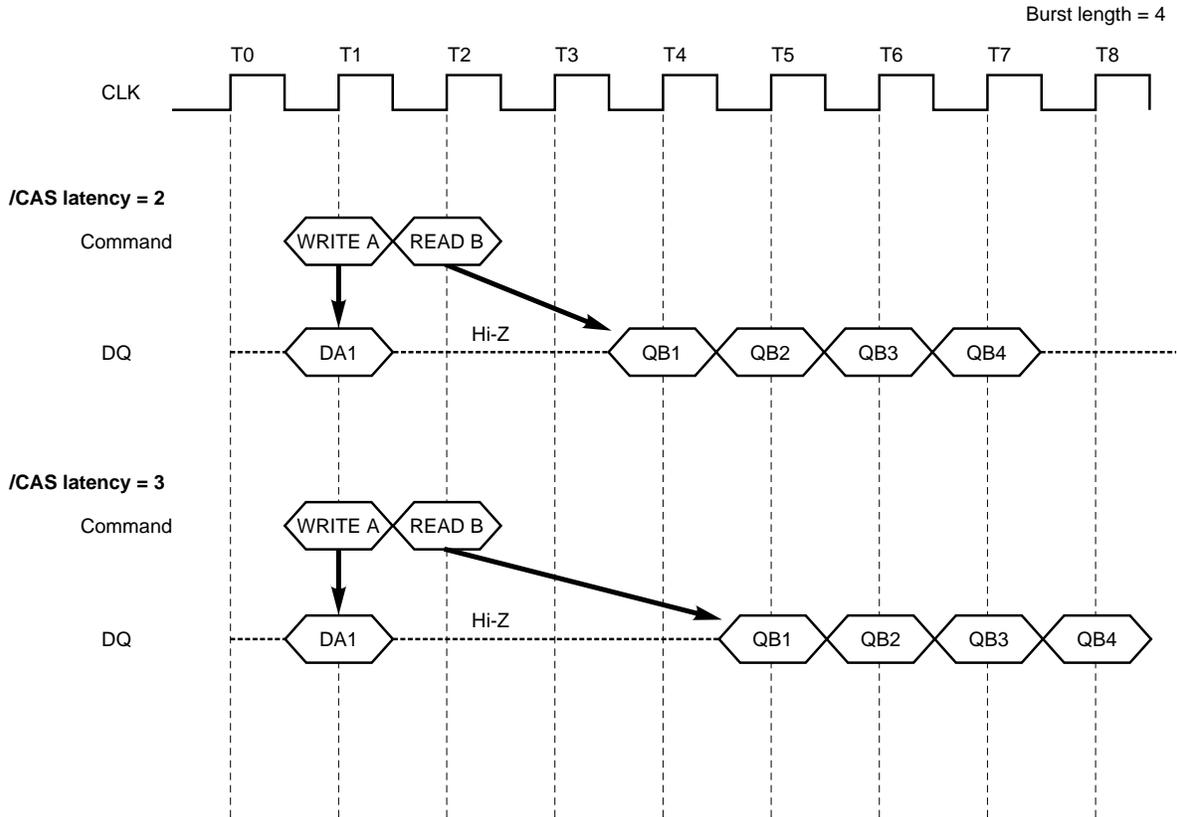 Burst length = 4
T0 T1 T2 T3 T4 T5 T6 T7 T8
CLK
/CAS latency = 2
Command WRITE A READ B
Hi-Z
DQ DA1 QB1 QB2 QB3 QB4
/CAS latency = 3
Command WRITE A READ B
Hi-Z
DQ DA1 QB1 QB2 QB3 QB4